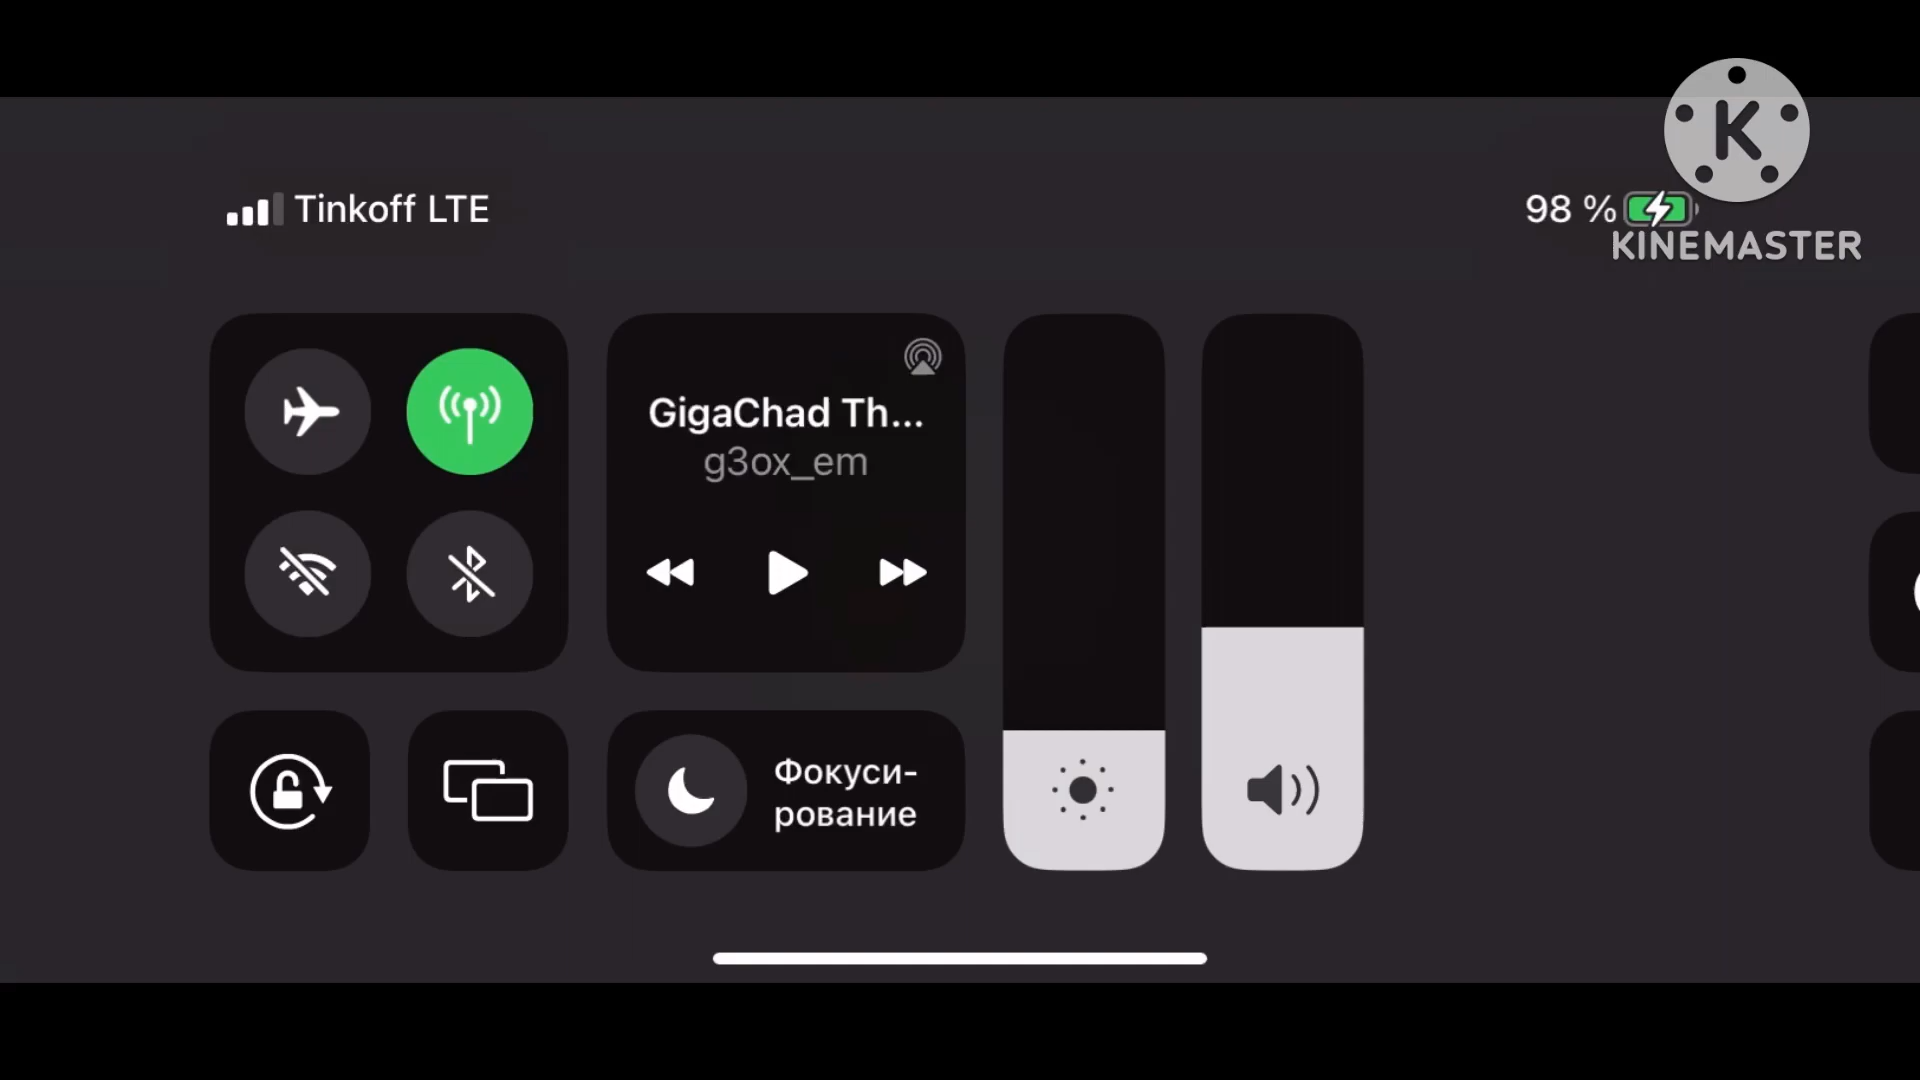 Tinkoff LTE
98 %
K
KINEMASTER
GigaChad Th...
g3ox_em
Фокуси-
рование